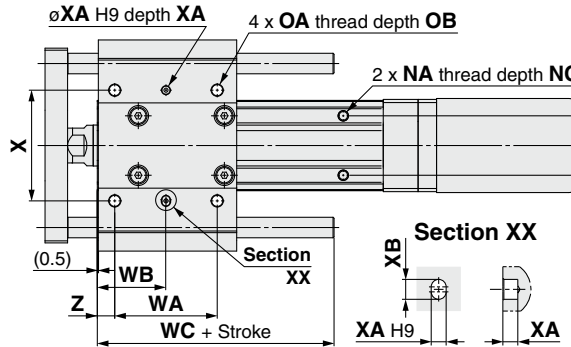 øXA H9 depth XA
4 x OA thread depth OB
2 x NA thread depth NC
X
(0.5)
Section
XX
Section XX
WB
XB
Z
WA
WC + Stroke
XA H9
XA